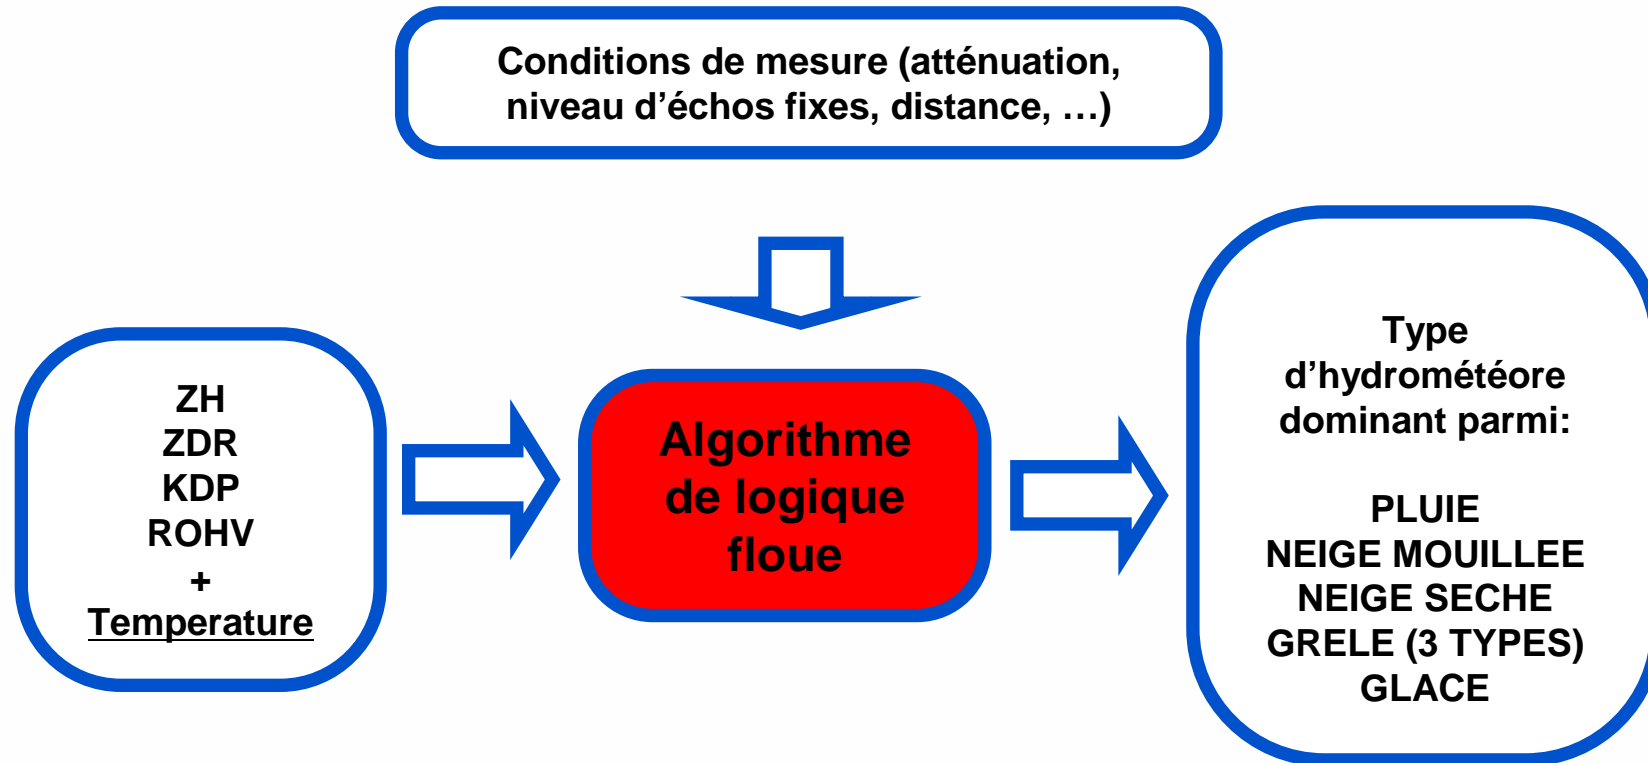 Conditions de mesure (atténuation,
niveau d’échos fixes, distance, …)
ZH
ZDR
KDP
ROHV
+
Temperature
Algorithme
de logique
floue
Type
d’hydrométéore
dominant parmi:
PLUIE
NEIGE MOUILLEE
NEIGE SECHE
GRELE (3 TYPES)
GLACE